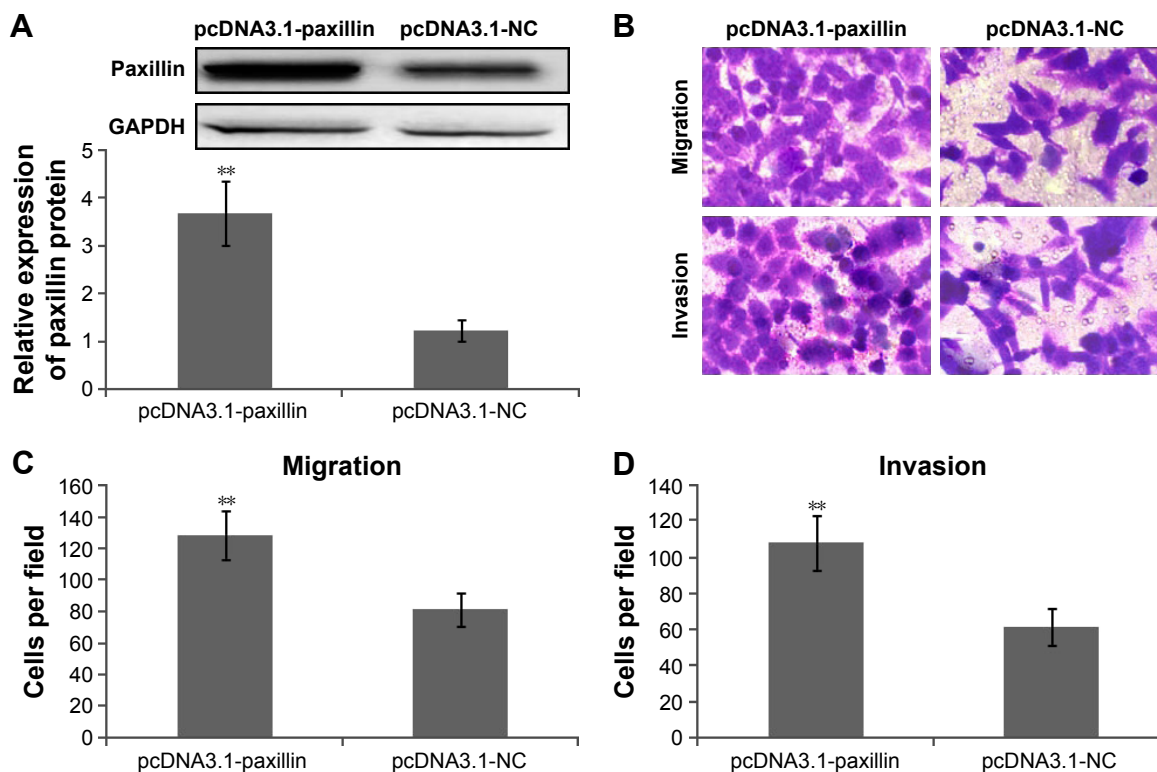 A
pcDNA3.1-paxillin pcDNA3.1-NC
Paxillin
GAPDH
Relative expression
of paxillin protein
5
4
3
2
1
0
**
pcDNA3.1-paxillin
pcDNA3.1-NC
B
pcDNA3.1-paxillin pcDNA3.1-NC
Migration
Invasion
C
Migration
Cells per field
160
140
120
100
80
60
40
20
0
**
pcDNA3.1-paxillin
pcDNA3.1-NC
D
Invasion
Cells per field
140
120
100
80
60
40
20
0
**
pcDNA3.1-paxillin
pcDNA3.1-NC